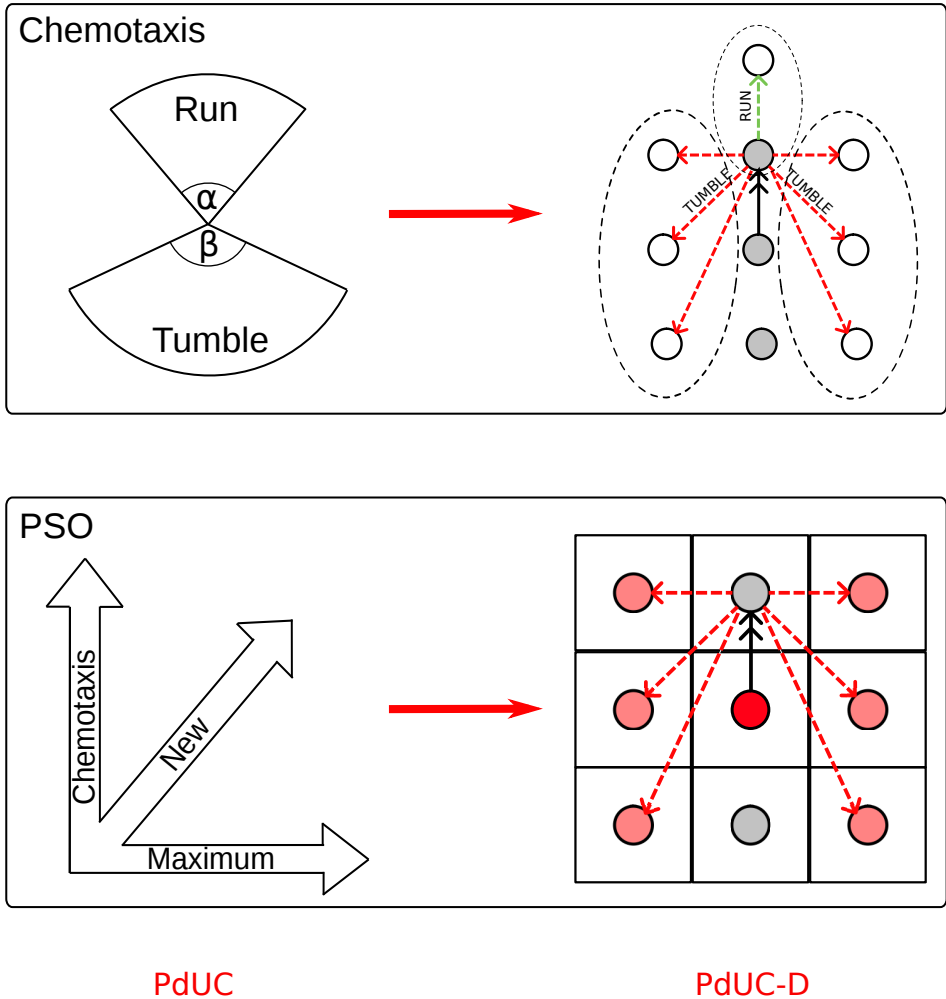 Chemotaxis
Run
α
β
Tumble
RUN
TUMBLE
TUMBLE
PSO
Chemotaxis
New
Maximum
PdUC
PdUC-D